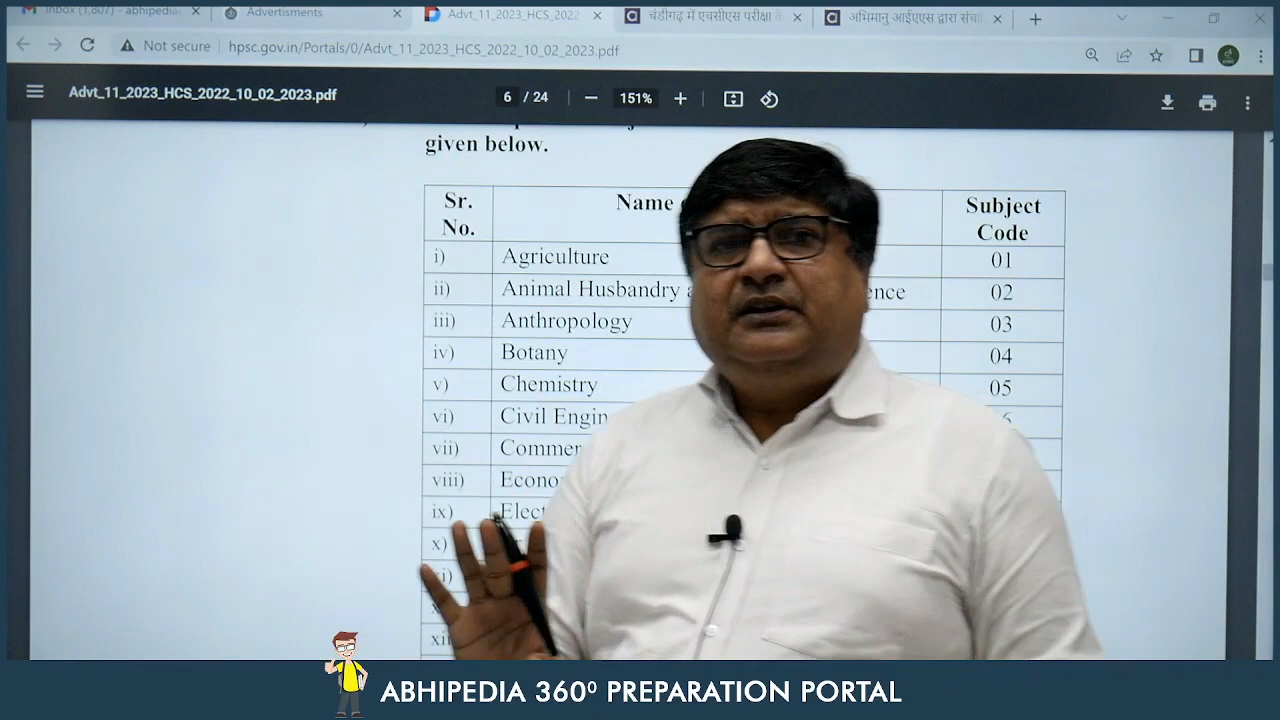 Inbox (1,807) - abhipedia
Advertisments
Advt_11_2023_HCS_2022
चंडीगढ़ में एचसीएस परीक्षा के
अभिमनु आईएएस द्वारा संचा
Not secure
hpsc.gov.in/Portals/0/Advt_11_2023_HCS_2022_10_02_2023.pdf
Advt_11_2023_HCS_2022_10_02_2023.pdf
6 / 24
151%
given below.
Sr. No.
Name
Subject Code
i) Agriculture 01
ii) Animal Husbandry ence 02
iii) Anthropology 03
iv) Botany 04
v) Chemistry 05
vi) Civil Engin 6
vii) Commer
viii) Econo
ix) Elect
x)
xi)
ABHIPEDIA 360⁰ PREPARATION PORTAL